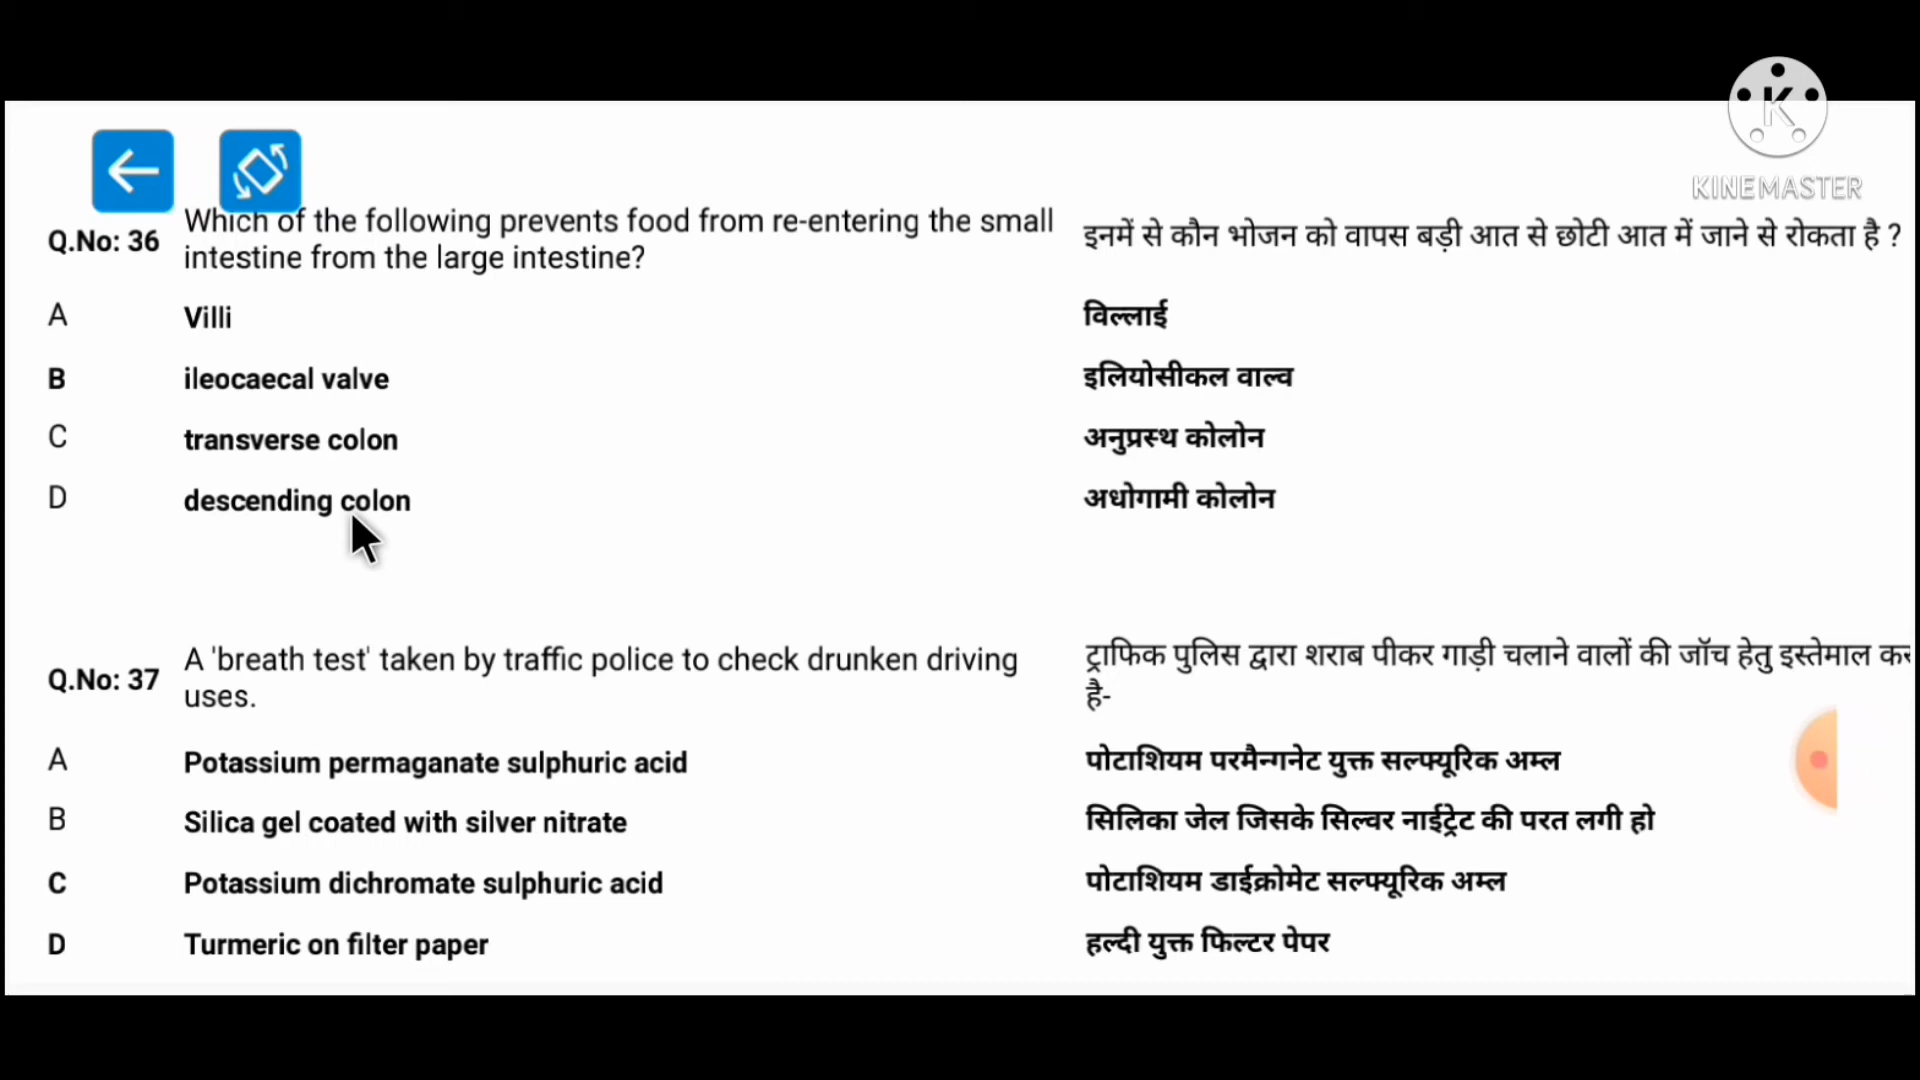 KINEMASTER
Q.No: 36
Which of the following prevents food from re-entering the small
intestine from the large intestine?
इनमें से कौन भोजन को वापस बड़ी आत से छोटी आत में जाने से रोकता है ?
A Villi विल्लाई
B ileocaecal valve इलियोसीकल वाल्व
C transverse colon अनुप्रस्थ कोलोन
D descending colon अधोगामी कोलोन
Q.No: 37
A 'breath test' taken by traffic police to check drunken driving
uses.
ट्राफिक पुलिस द्वारा शराब पीकर गाड़ी चलाने वालों की जॉच हेतु इस्तेमाल
है-
A Potassium permaganate sulphuric acid पोटाशियम परमैन्गनेट युक्त सल्फ्यूरिक अम्ल
B Silica gel coated with silver nitrate सिलिका जेल जिसके सिल्वर नाईट्रेट की परत लगी हो
C Potassium dichromate sulphuric acid पोटाशियम डाईक्रोमेट सल्फ्यूरिक अम्ल
D Turmeric on filter paper हल्दी युक्त फिल्टर पेपर